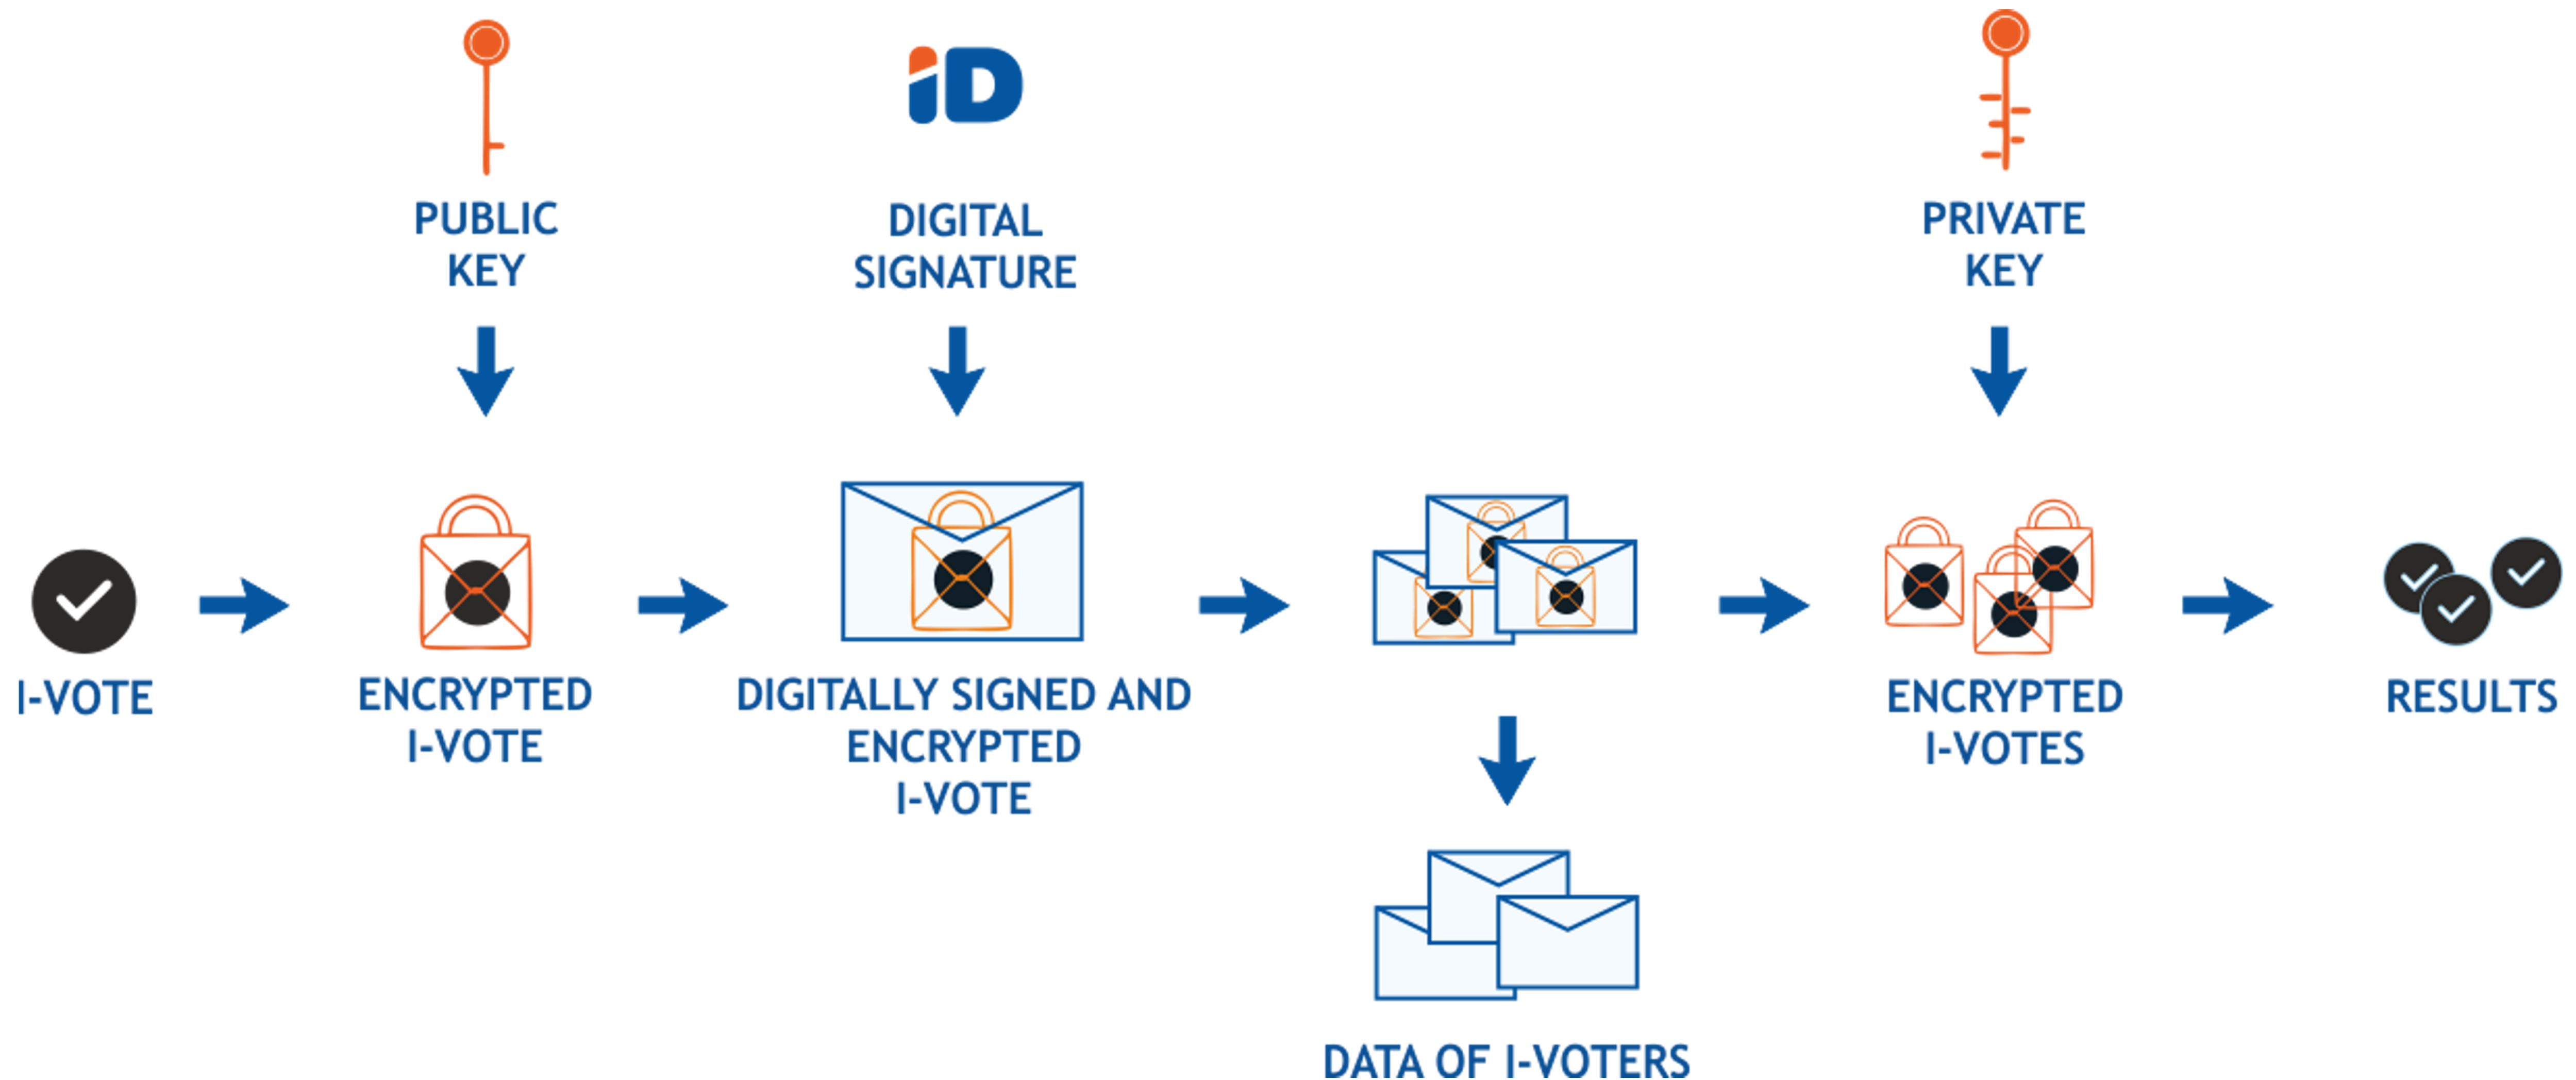 PUBLIC
KEY
iD
DIGITAL
SIGNATURE
PRIVATE
KEY
I-VOTE
ENCRYPTED
I-VOTE
DIGITALLY SIGNED AND
ENCRYPTED
I-VOTE
ENCRYPTED
I-VOTES
RESULTS
DATA OF I-VOTERS